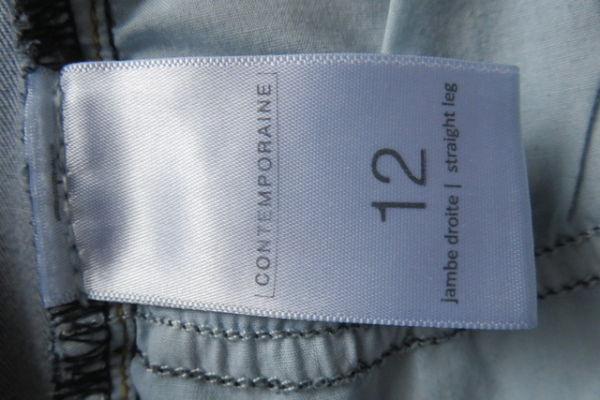 CONTEMPORAINE
12
jambe droite | straight leg